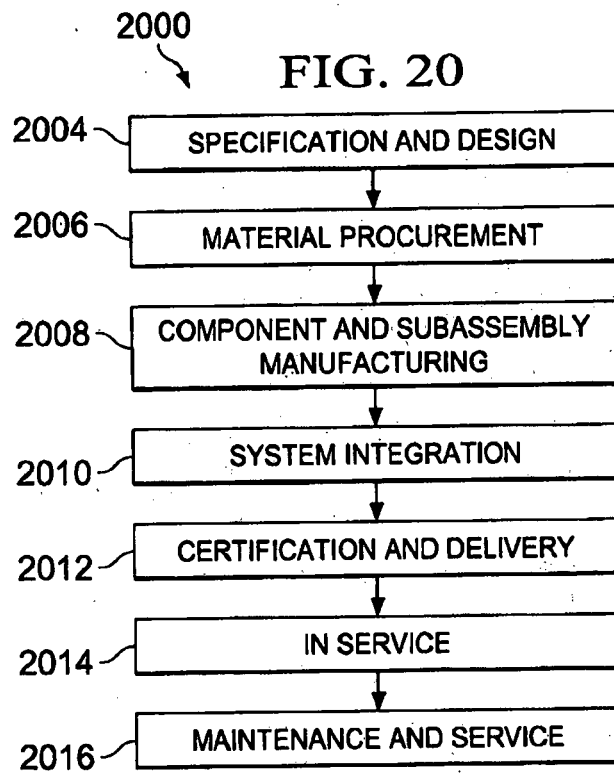 2000
FIG. 20
2004
SPECIFICATION AND DESIGN
2006
MATERIAL PROCUREMENT
2008
COMPONENT AND SUBASSEMBLY
MANUFACTURING
2010
SYSTEM INTEGRATION
2012
CERTIFICATION AND DELIVERY
2014
IN SERVICE
2016
MAINTENANCE AND SERVICE